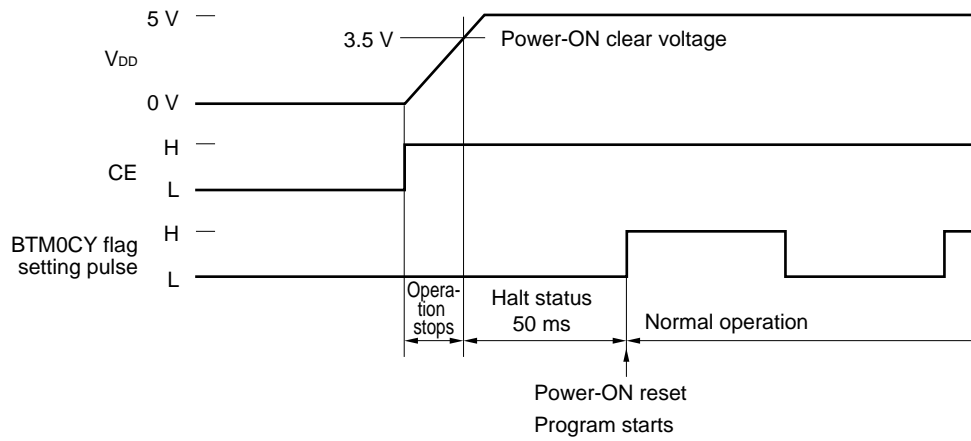 5 V
3.5 V
Power-ON clear voltage
VDD
0 V
H
CE
L
H
BTM0CY flag
setting pulse
L
Opera-
tion
stops
Halt status
50 ms
Normal operation
Power-ON reset
Program starts